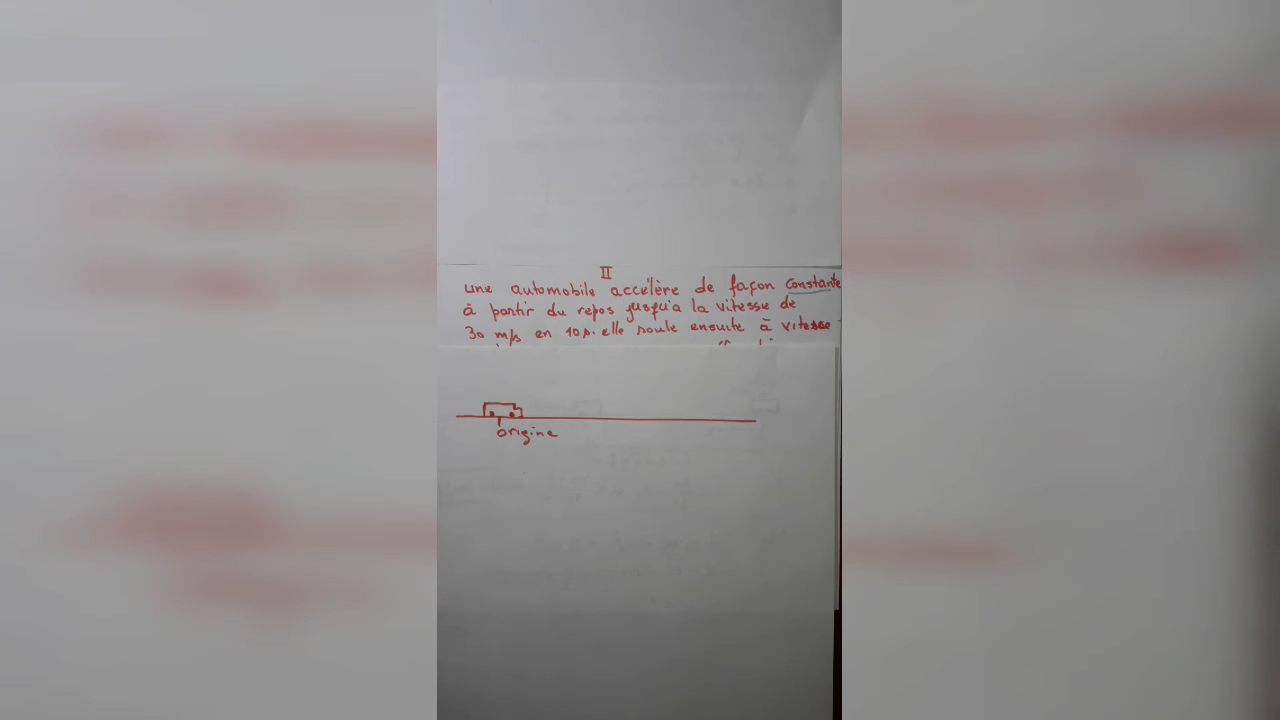 II
une automobile accélère de façon constante
à partir du repos jusqu'a la vitesse de
30 m/s en 10s. elle roule ensuite à vitesse
origine